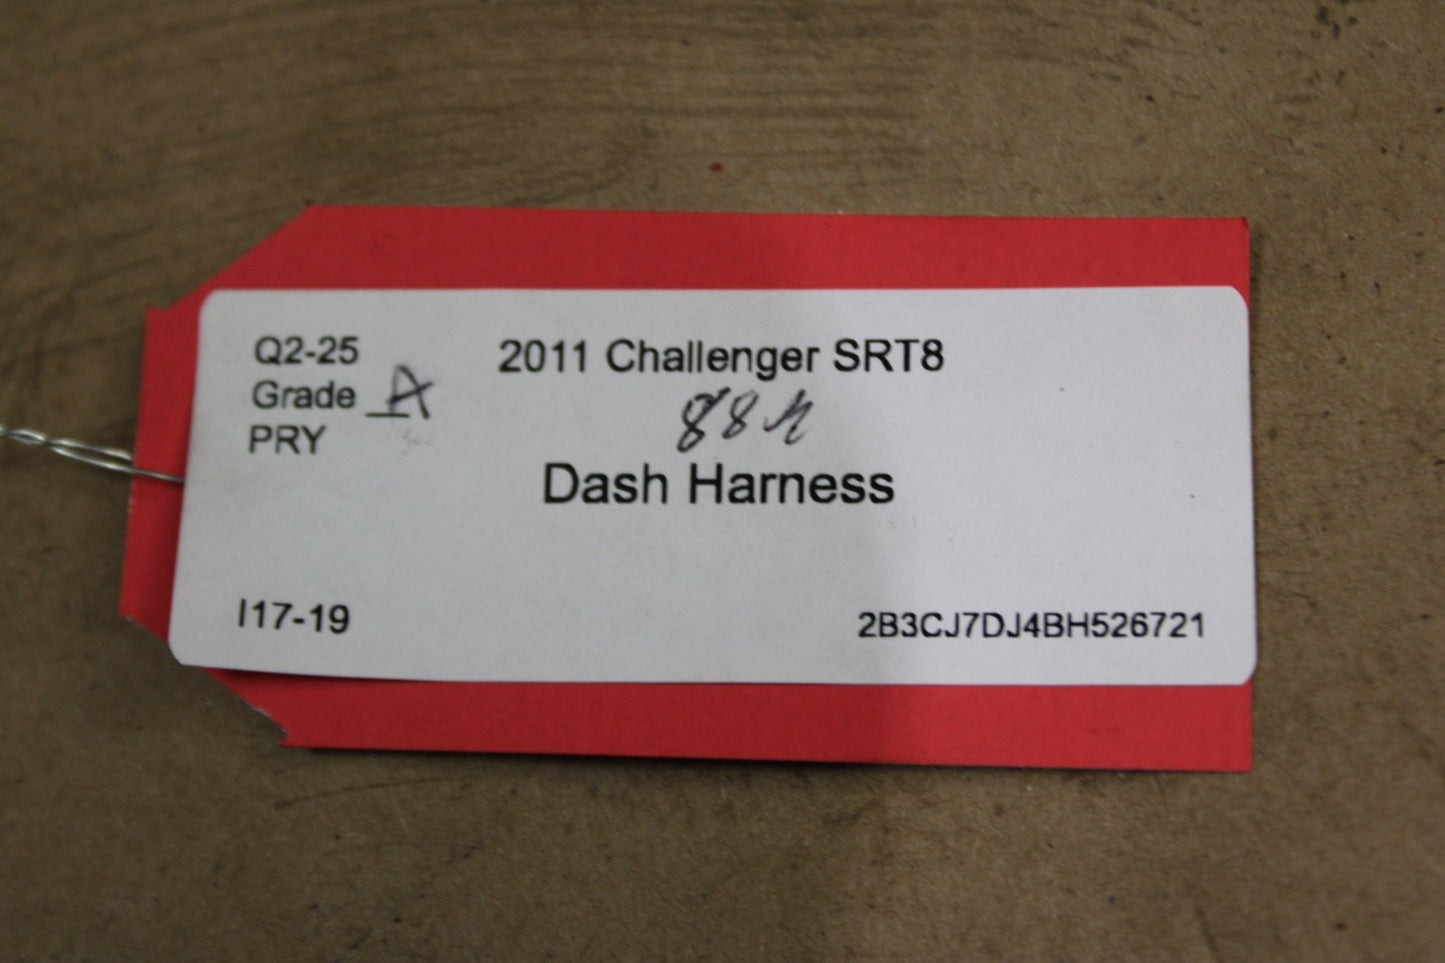 Q2-25
2011 Challenger SRT8
Grade A
88k
PRY
Dash Harness
I17-19
2B3CJ7DJ4BH526721